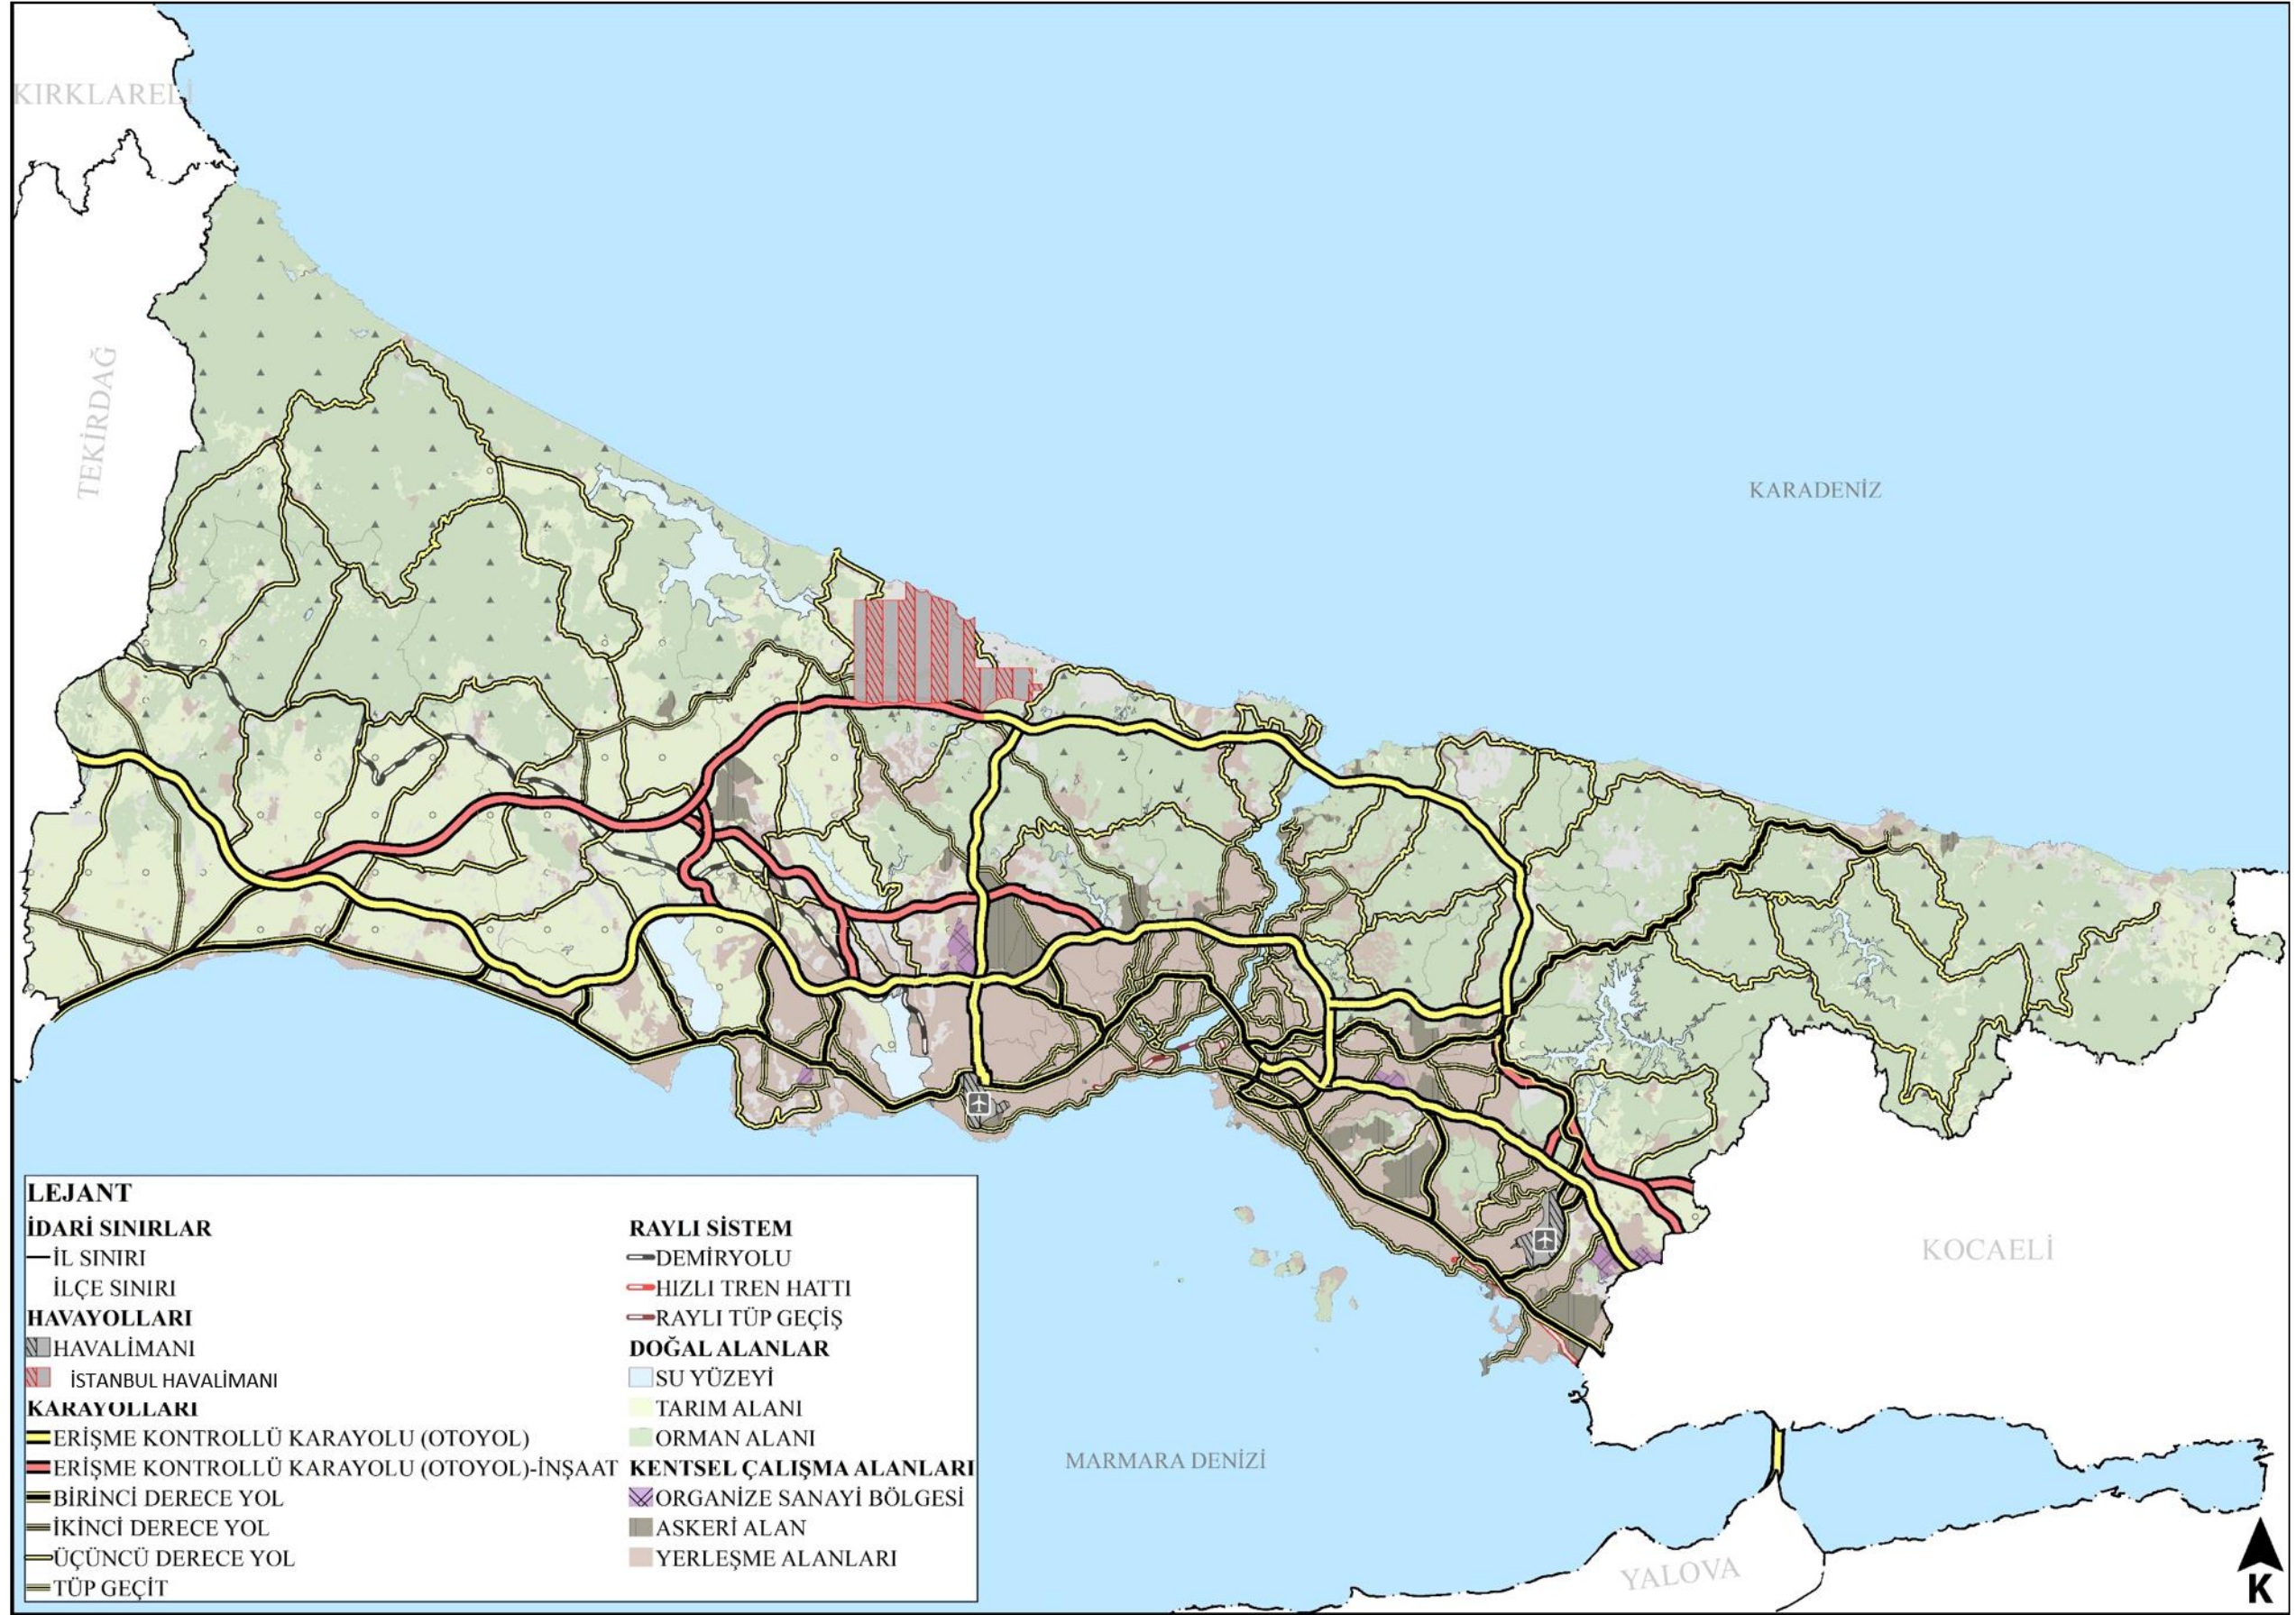 KIRKLARELİ
TEKİRDAĞ
KARADENİZ
KOCAELİ
MARMARA DENİZİ
YALOVA
K
LEJANT
İDARİ SINIRLAR
İL SINIRI
İLÇE SINIRI
HAVAYOLLARI
HAVALİMANI
İSTANBUL HAVALİMANI
KARAYOLLARI
ERİŞME KONTROLLÜ KARAYOLU (OTOYOL)
ERİŞME KONTROLLÜ KARAYOLU (OTOYOL)-İNŞAAT
BİRİNCİ DERECE YOL
İKİNCİ DERECE YOL
ÜÇÜNCÜ DERECE YOL
TÜP GEÇİT
RAYLI SİSTEM
DEMİRYOLU
HIZLI TREN HATTI
RAYLI TÜP GEÇİŞ
DOĞAL ALANLAR
SU YÜZEYİ
TARIM ALANI
ORMAN ALANI
KENTSEL ÇALIŞMA ALANLARI
ORGANİZE SANAYİ BÖLGESİ
ASKERİ ALAN
YERLEŞME ALANLARI